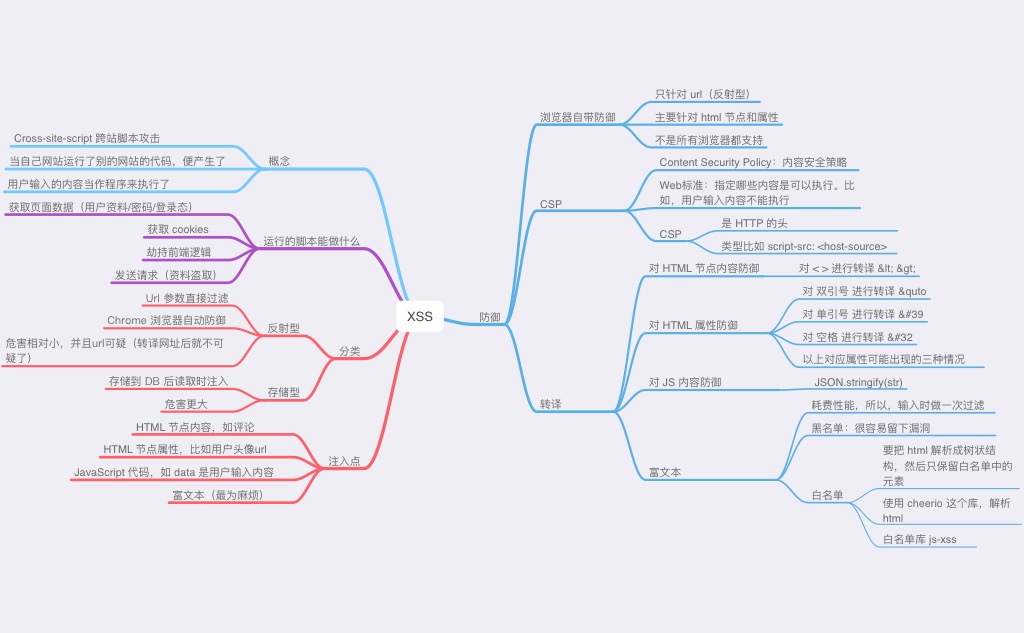 XSS
概念
Cross-site-script 跨站脚本攻击
当自己网站运行了别的网站的代码，便产生了
用户输入的内容当作程序来执行了
运行的脚本能做什么
获取页面数据（用户资料/密码/登录态）
获取 cookies
劫持前端逻辑
发送请求（资料盗取）
分类
反射型
Url 参数直接过滤
Chrome 浏览器自动防御
危害相对小，并且url可疑（转译网址后就不可
疑了）
存储型
存储到 DB 后读取时注入
危害更大
注入点
HTML 节点内容，如评论
HTML 节点属性，比如用户头像url
JavaScript 代码，如 data 是用户输入内容
富文本（最为麻烦）
防御
浏览器自带防御
只针对 url（反射型）
主要针对 html 节点和属性
不是所有浏览器都支持
CSP
Content Security Policy：内容安全策略
Web标准：指定哪些内容是可以执行。比
如，用户输入内容不能执行
CSP
是 HTTP 的头
类型比如 script-src: <host-source>
转译
对 HTML 节点内容防御
对 < > 进行转译 &lt; &gt;
对 HTML 属性防御
对 双引号 进行转译 &quto
对 单引号 进行转译 &#39
对 空格 进行转译 &#32
以上对应属性可能出现的三种情况
对 JS 内容防御
JSON.stringify(str)
富文本
耗费性能，所以，输入时做一次过滤
黑名单：很容易留下漏洞
白名单
要把 html 解析成树状结
构，然后只保留白名单中的
元素
使用 cheerio 这个库，解析
html
白名单库 js-xss